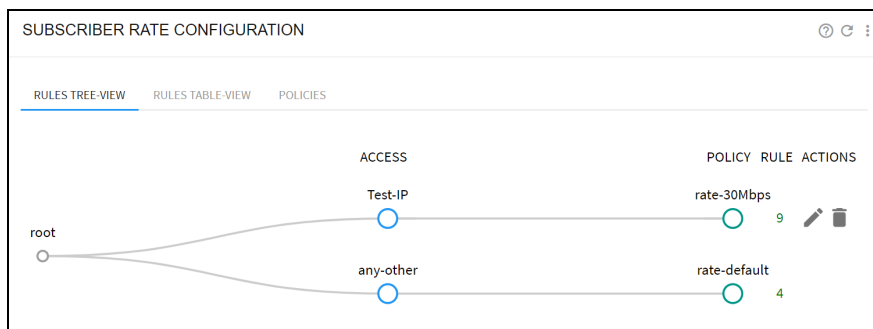 SUBSCRIBER RATE CONFIGURATION
RULES TREE-VIEW RULES TABLE-VIEW POLICIES
ACCESS POLICY RULE ACTIONS
Test-IP rate-30Mbps
9
root
any-other rate-default
4